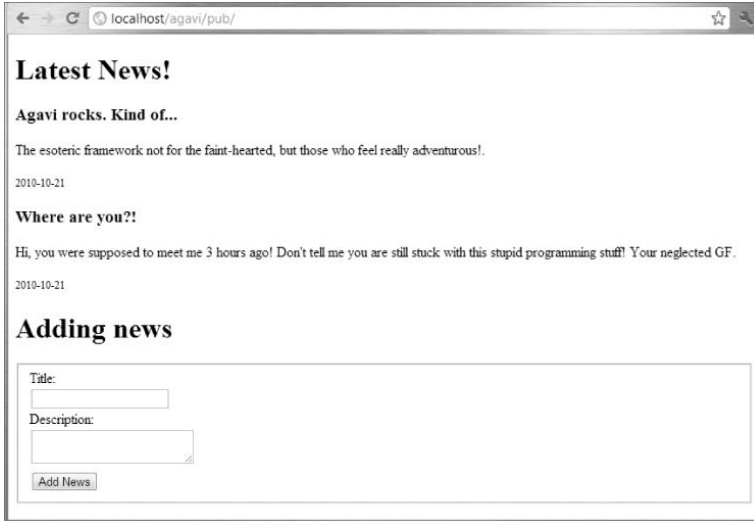 localhost/agavi/pub/
Latest News!
Agavi rocks. Kind of...
The esoteric framework not for the faint-hearted, but those who feel really adventurous!.
2010-10-21
Where are you?!
Hi, you were supposed to meet me 3 hours ago! Don't tell me you are still stuck with this stupid programming stuff! Your neglected GF.
2010-10-21
Adding news
Title:
Description:
Add News